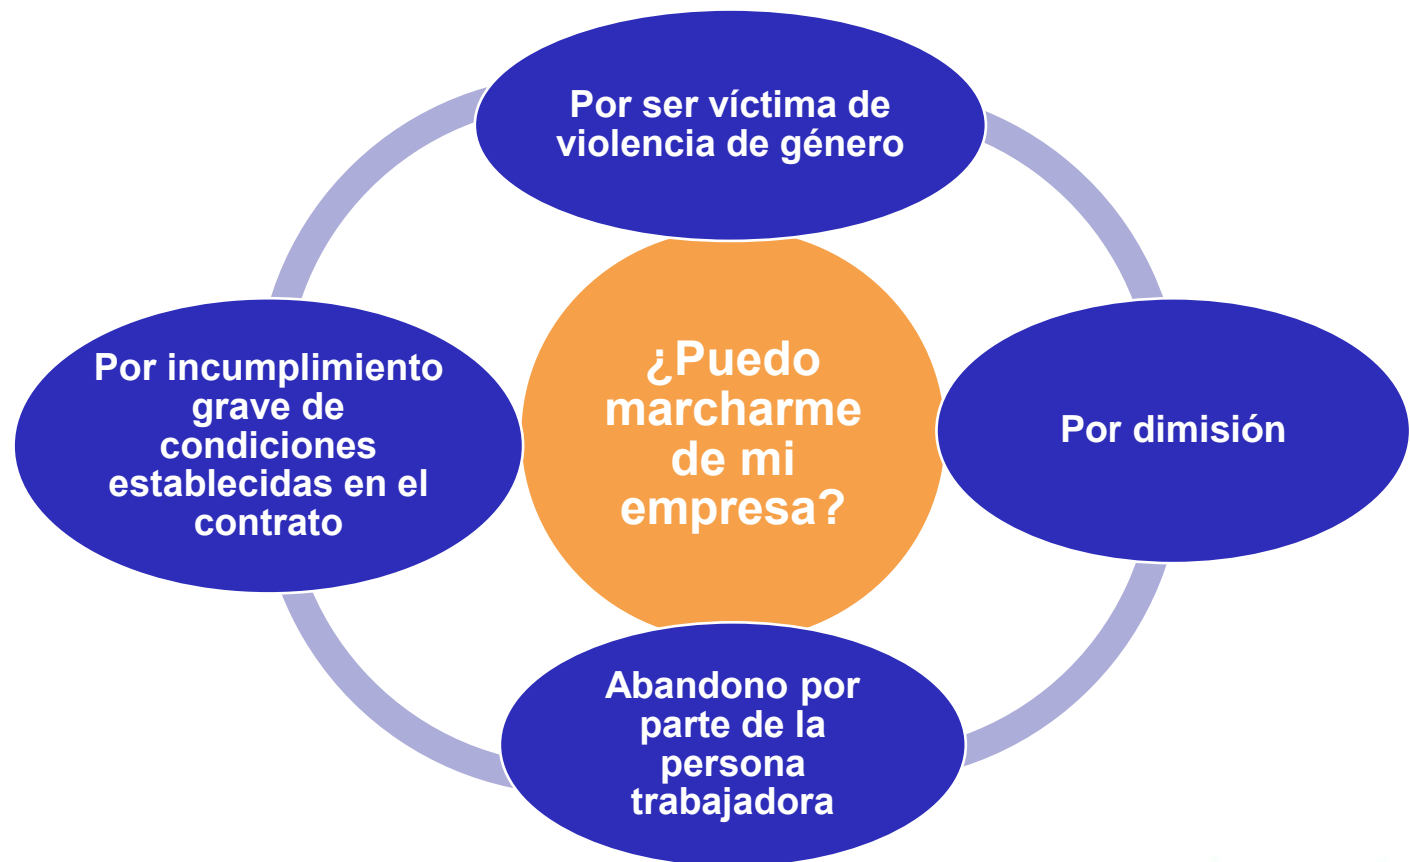 Por ser víctima de
violencia de género
Por incumplimiento
grave de
condiciones
establecidas en el
contrato
¿Puedo
marcharme
de mi
empresa?
Por dimisión
Abandono por
parte de la
persona
trabajadora